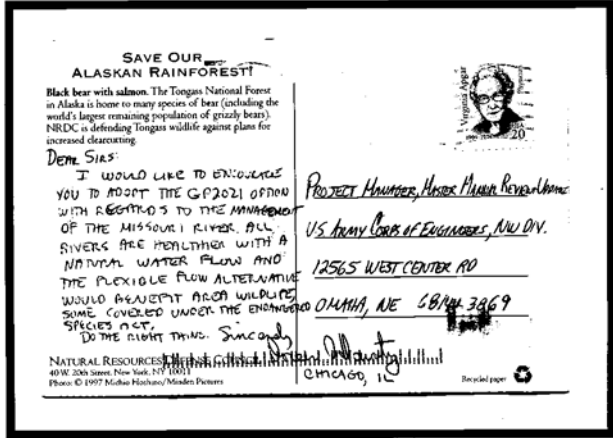 SAVE OUR
ALASKAN RAINFOREST!
Black bear with salmon. The Tongass National Forest
in Alaska is home to many species of bear (including the
world's largest remaining population of grizzly bears).
NRDC is defending Tongass wildlife against plans for
increased clearcutting.
DEAR SIRS:
I WOULD LIKE TO ENCOURAGE
YOU TO ADOPT THE GP2021 OPTION
WITH REGARDS TO THE MANAGEMENT
OF THE MISSOURI RIVER. ALL
RIVERS ARE HEALTHIER WITH A
NATURAL WATER FLOW AND
THE FLEXIBLE FLOW ALTERNATIVE
WOULD BENEFIT AREA WILDLIFE,
SOME COVERED UNDER THE ENDANGERED
SPECIES ACT.
DO THE RIGHT THING. Sincerely
NATURAL RESOURCES DEFENSE COUNCIL
40 W. 20th Street, New York, NY 10011
Photo: © 1997 Michio Hoshino/Minden Pictures
CHICAGO, IL
Virginia Apgar
Physician
USA
20
PROJECT MANAGER, MASTER MANUAL REVIEW UPDATE
US ARMY CORPS OF ENGINEERS, NW DIV.
12565 WEST CENTER RD
OMAHA, NE 68144 3869
Recycled paper